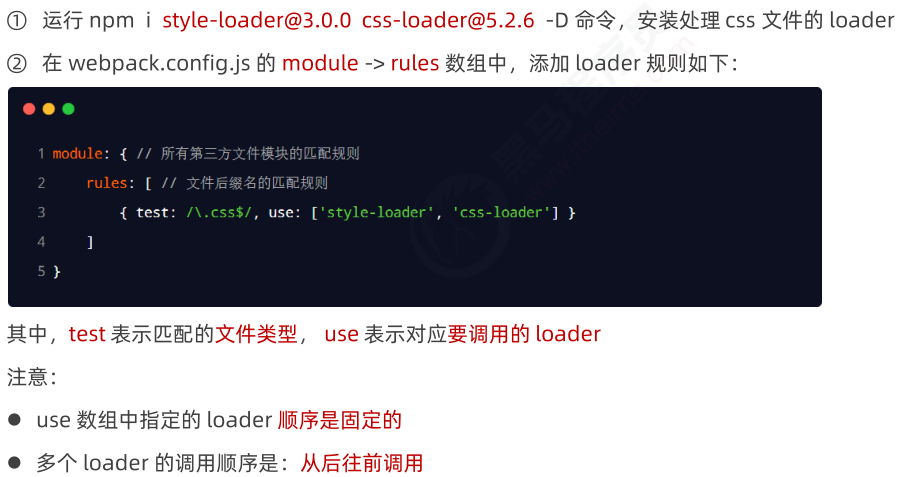 ① 运行 npm i style-loader@3.0.0 css-loader@5.2.6 -D 命令，安装处理 css 文件的 loader
② 在 webpack.config.js 的 module -> rules 数组中，添加 loader 规则如下：
1 module: { // 所有第三方文件模块的匹配规则
2 rules: [ // 文件后缀名的匹配规则
3 { test: /\.css$/, use: ['style-loader', 'css-loader'] }
4 ]
5 }
其中，test 表示匹配的文件类型， use 表示对应要调用的 loader
注意：
● use 数组中指定的 loader 顺序是固定的
● 多个 loader 的调用顺序是：从后往前调用
黑马程序员